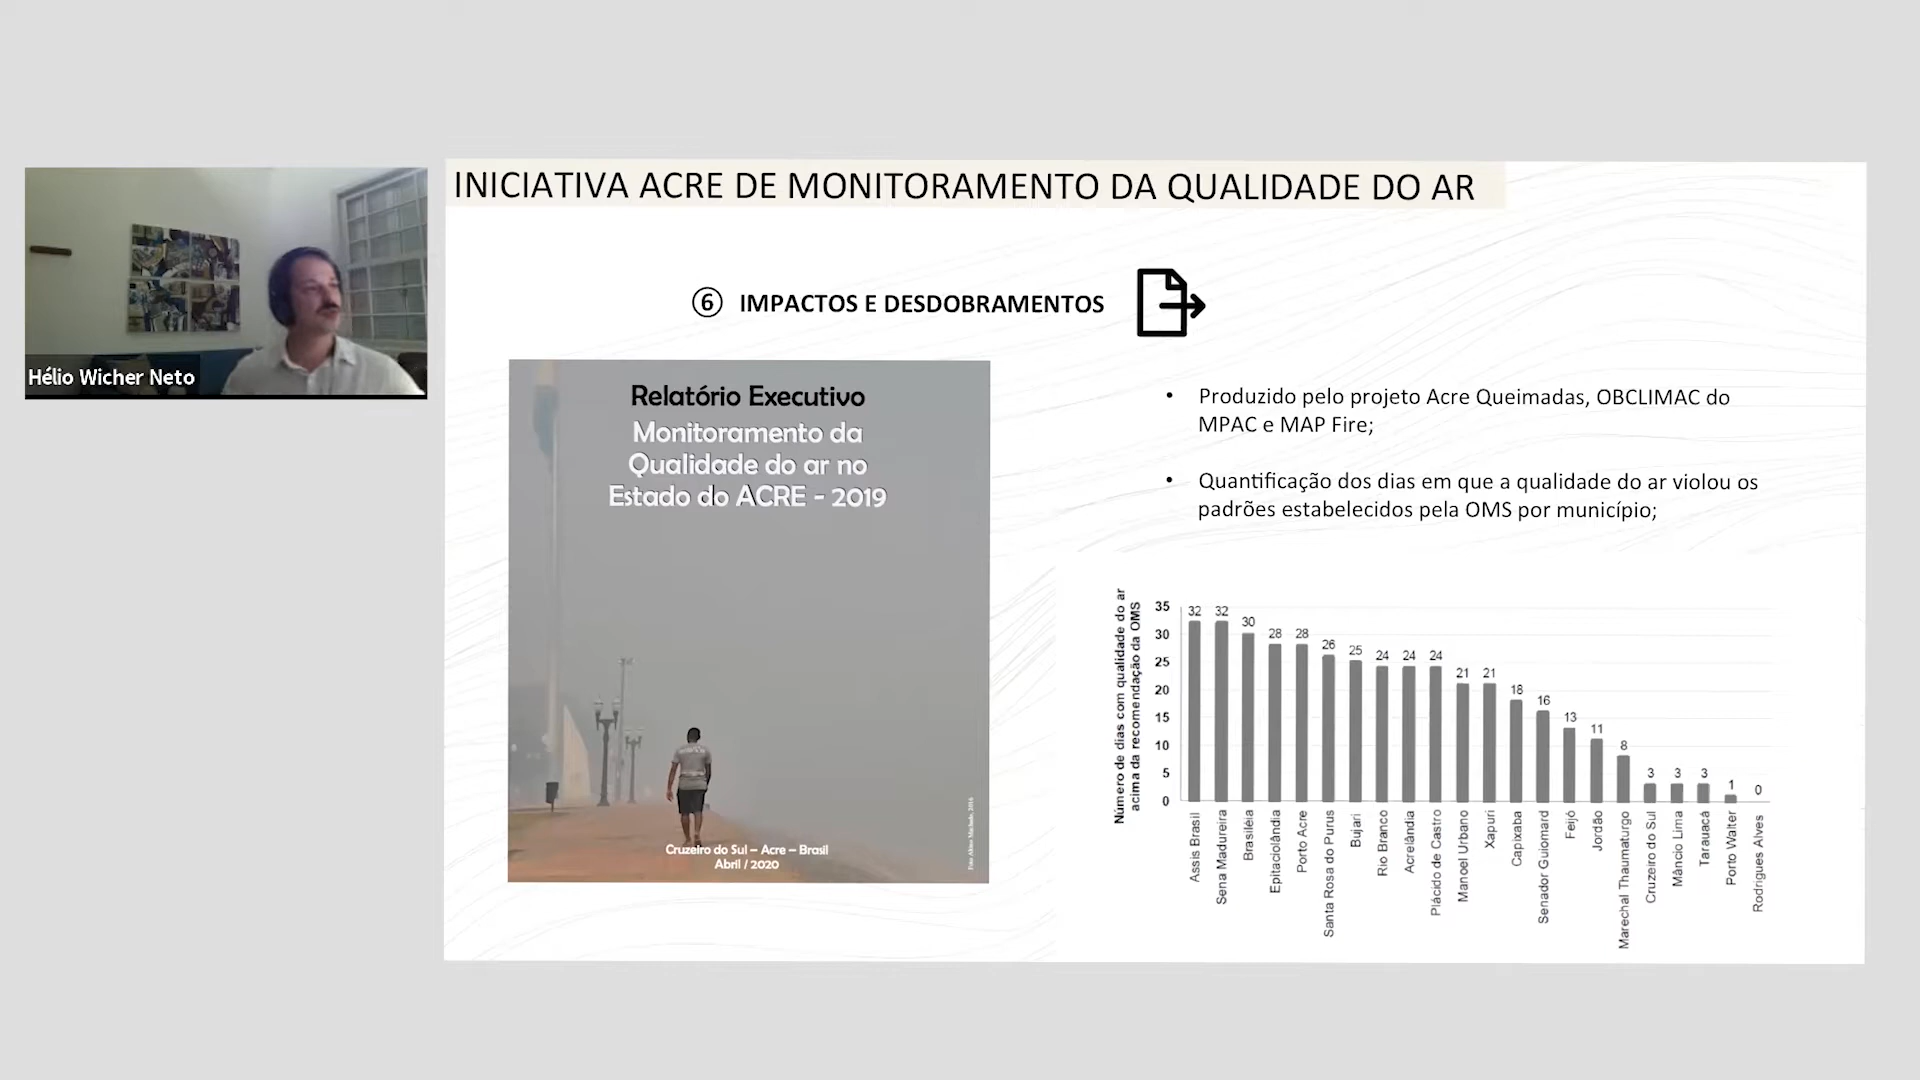 INICIATIVA ACRE DE MONITORAMENTO DA QUALIDADE DO AR
Hélio Wicher Neto
6 IMPACTOS E DESDOBRAMENTOS
Relatório Executivo
Monitoramento da
Qualidade do ar no
Estado do ACRE - 2019
Cruzeiro do Sul – Acre – Brasil
Abril / 2020
• Produzido pelo projeto Acre Queimadas, OBCLIMAC do
MPAC e MAP Fire;
• Quantificação dos dias em que a qualidade do ar violou os
padrões estabelecidos pela OMS por município;
Número de dias com qualidade do ar
acima da recomendação da OMS
35
30
25
20
15
10
5
0
32 32 30 28 28 26 25 24 24 24 21 21 18 16 13 11 8 3 3 3 1 0
Assis Brasil
Sena Madureira
Brasiléia
Epitaciolândia
Porto Acre
Santa Rosa do Purus
Bujari
Rio Branco
Acrelândia
Plácido de Castro
Manoel Urbano
Xapuri
Capixaba
Senador Guiomard
Feijó
Jordão
Marechal Thaumaturgo
Cruzeiro do Sul
Mâncio Lima
Tarauacá
Porto Walter
Rodrigues Alves